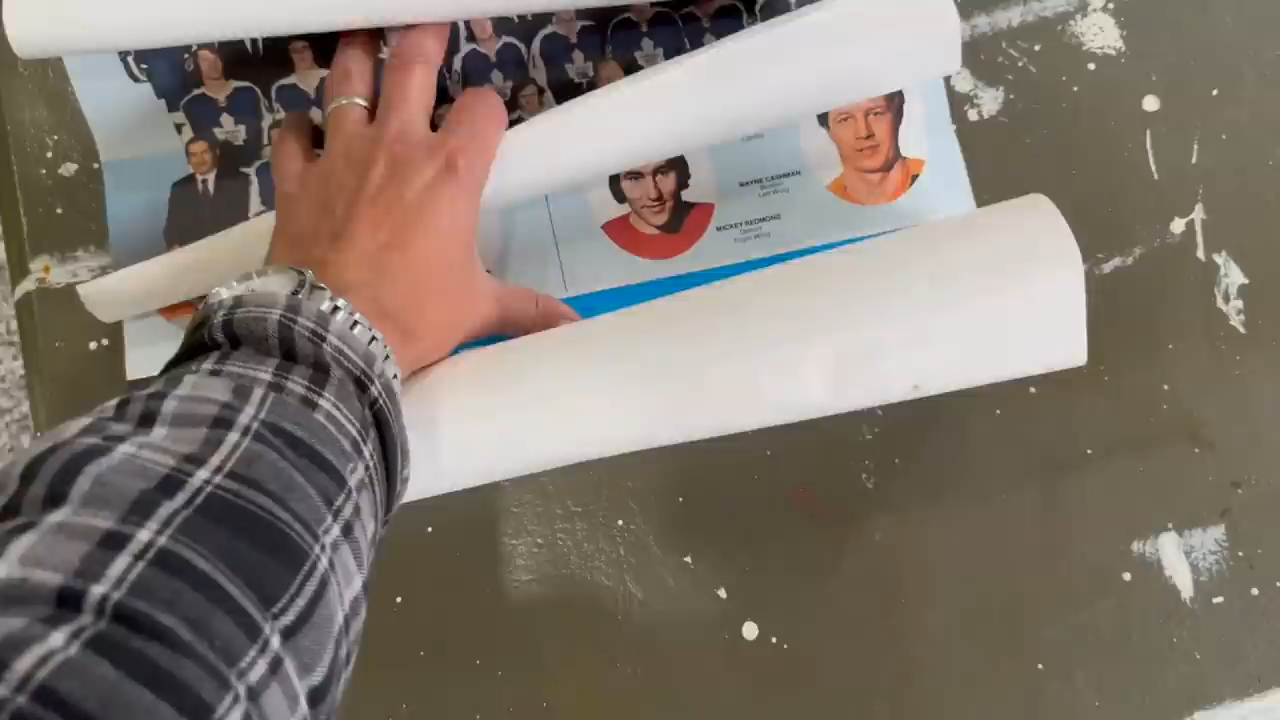 WAYNE CASHMAN
Boston
Left Wing
MICKEY REDMOND
Detroit
Right Wing